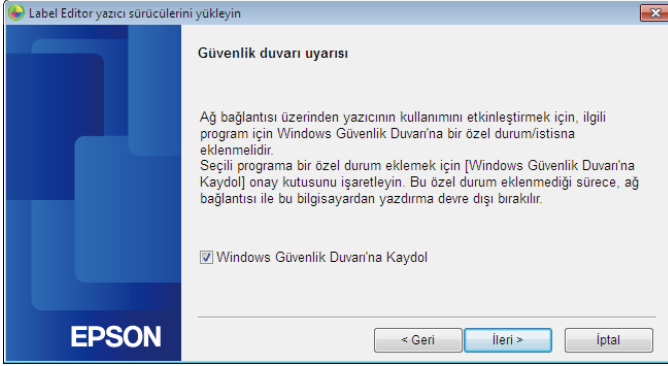 Label Editor yazıcı sürücülerini yükleyin
Güvenlik duvarı uyarısı
Ağ bağlantısı üzerinden yazıcının kullanımını etkinleştirmek için, ilgili
program için Windows Güvenlik Duvarı'na bir özel durum/istisna
eklenmelidir.
Seçili programa bir özel durum eklemek için [Windows Güvenlik Duvarı'na
Kaydol] onay kutusunu işaretleyin. Bu özel durum eklenmediği sürece, ağ
bağlantısı ile bu bilgisayardan yazdırma devre dışı bırakılır.
Windows Güvenlik Duvarı'na Kaydol
EPSON
< Geri
İleri >
İptal